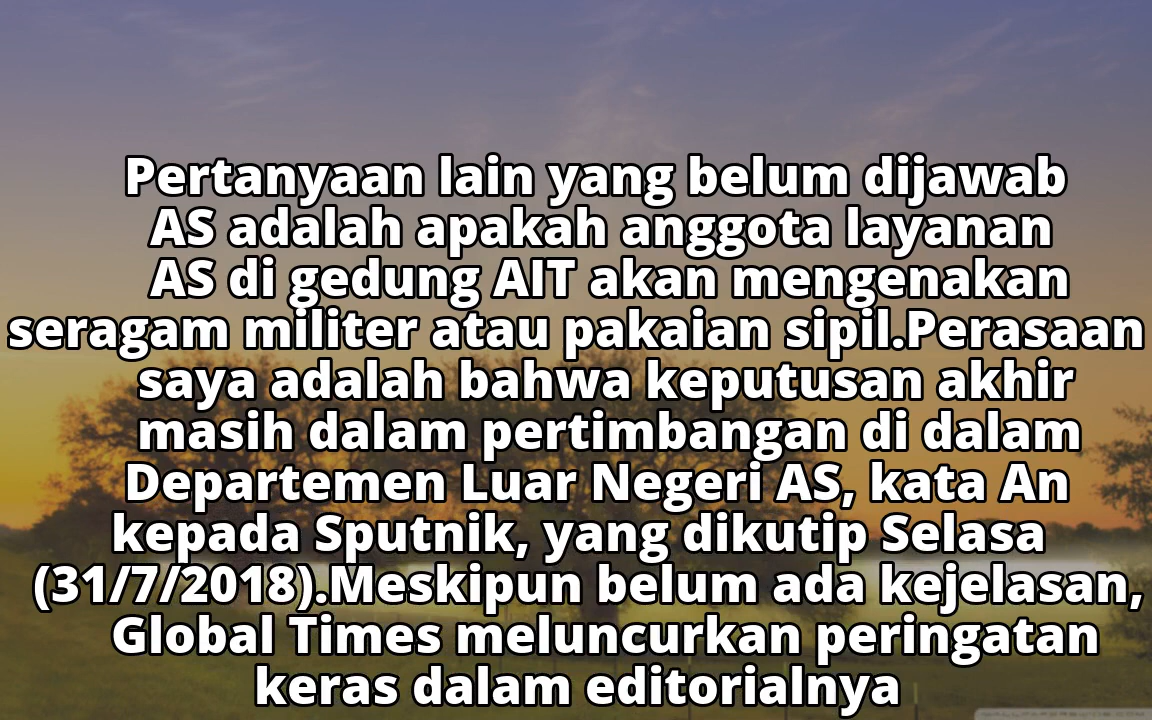 Pertanyaan lain yang belum dijawab
AS adalah apakah anggota layanan
AS di gedung AIT akan mengenakan
seragam militer atau pakaian sipil.Perasaan
saya adalah bahwa keputusan akhir
masih dalam pertimbangan di dalam
Departemen Luar Negeri AS, kata An
kepada Sputnik, yang dikutip Selasa
(31/7/2018).Meskipun belum ada kejelasan,
Global Times meluncurkan peringatan
keras dalam editorialnya